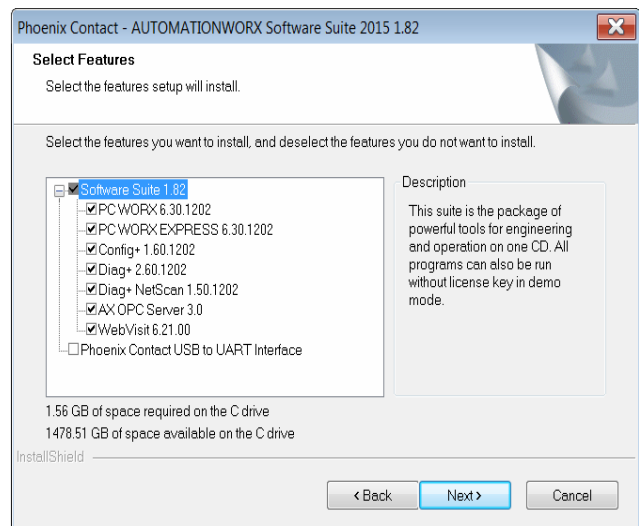 Phoenix Contact - AUTOMATIONWORX Software Suite 2015 1.82
Select Features
Select the features setup will install.
Select the features you want to install, and deselect the features you do not want to install.
Software Suite 1.82
PC WORX 6.30.1202
PC WORX EXPRESS 6.30.1202
Config+ 1.60.1202
Diag+ 2.60.1202
Diag+ NetScan 1.50.1202
AX OPC Server 3.0
WebVisit 6.21.00
Phoenix Contact USB to UART Interface
Description
This suite is the package of
powerful tools for engineering
and operation on one CD. All
programs can also be run
without license key in demo
mode.
1.56 GB of space required on the C drive
1478.51 GB of space available on the C drive
InstallShield
< Back
Next >
Cancel